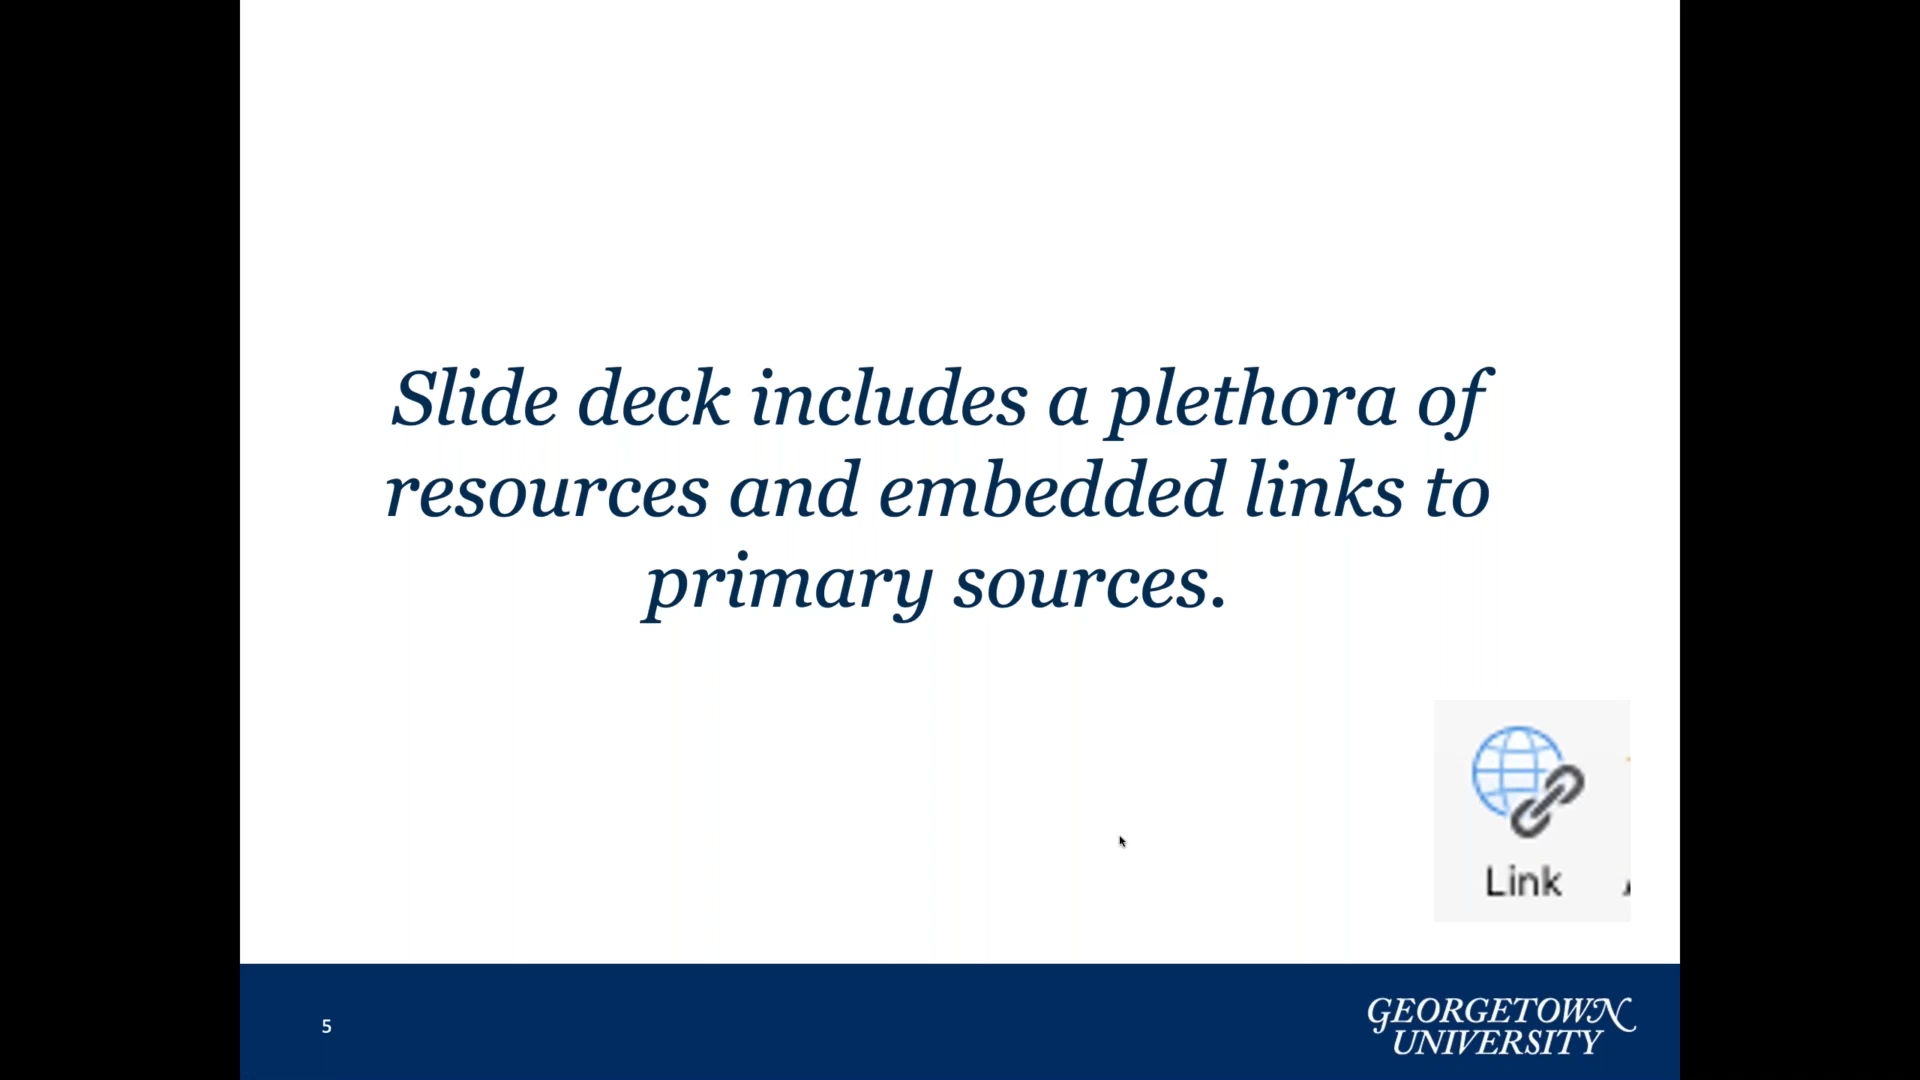 Slide deck includes a plethora of
resources and embedded links to
primary sources.
Link
5
GEORGETOWN
UNIVERSITY